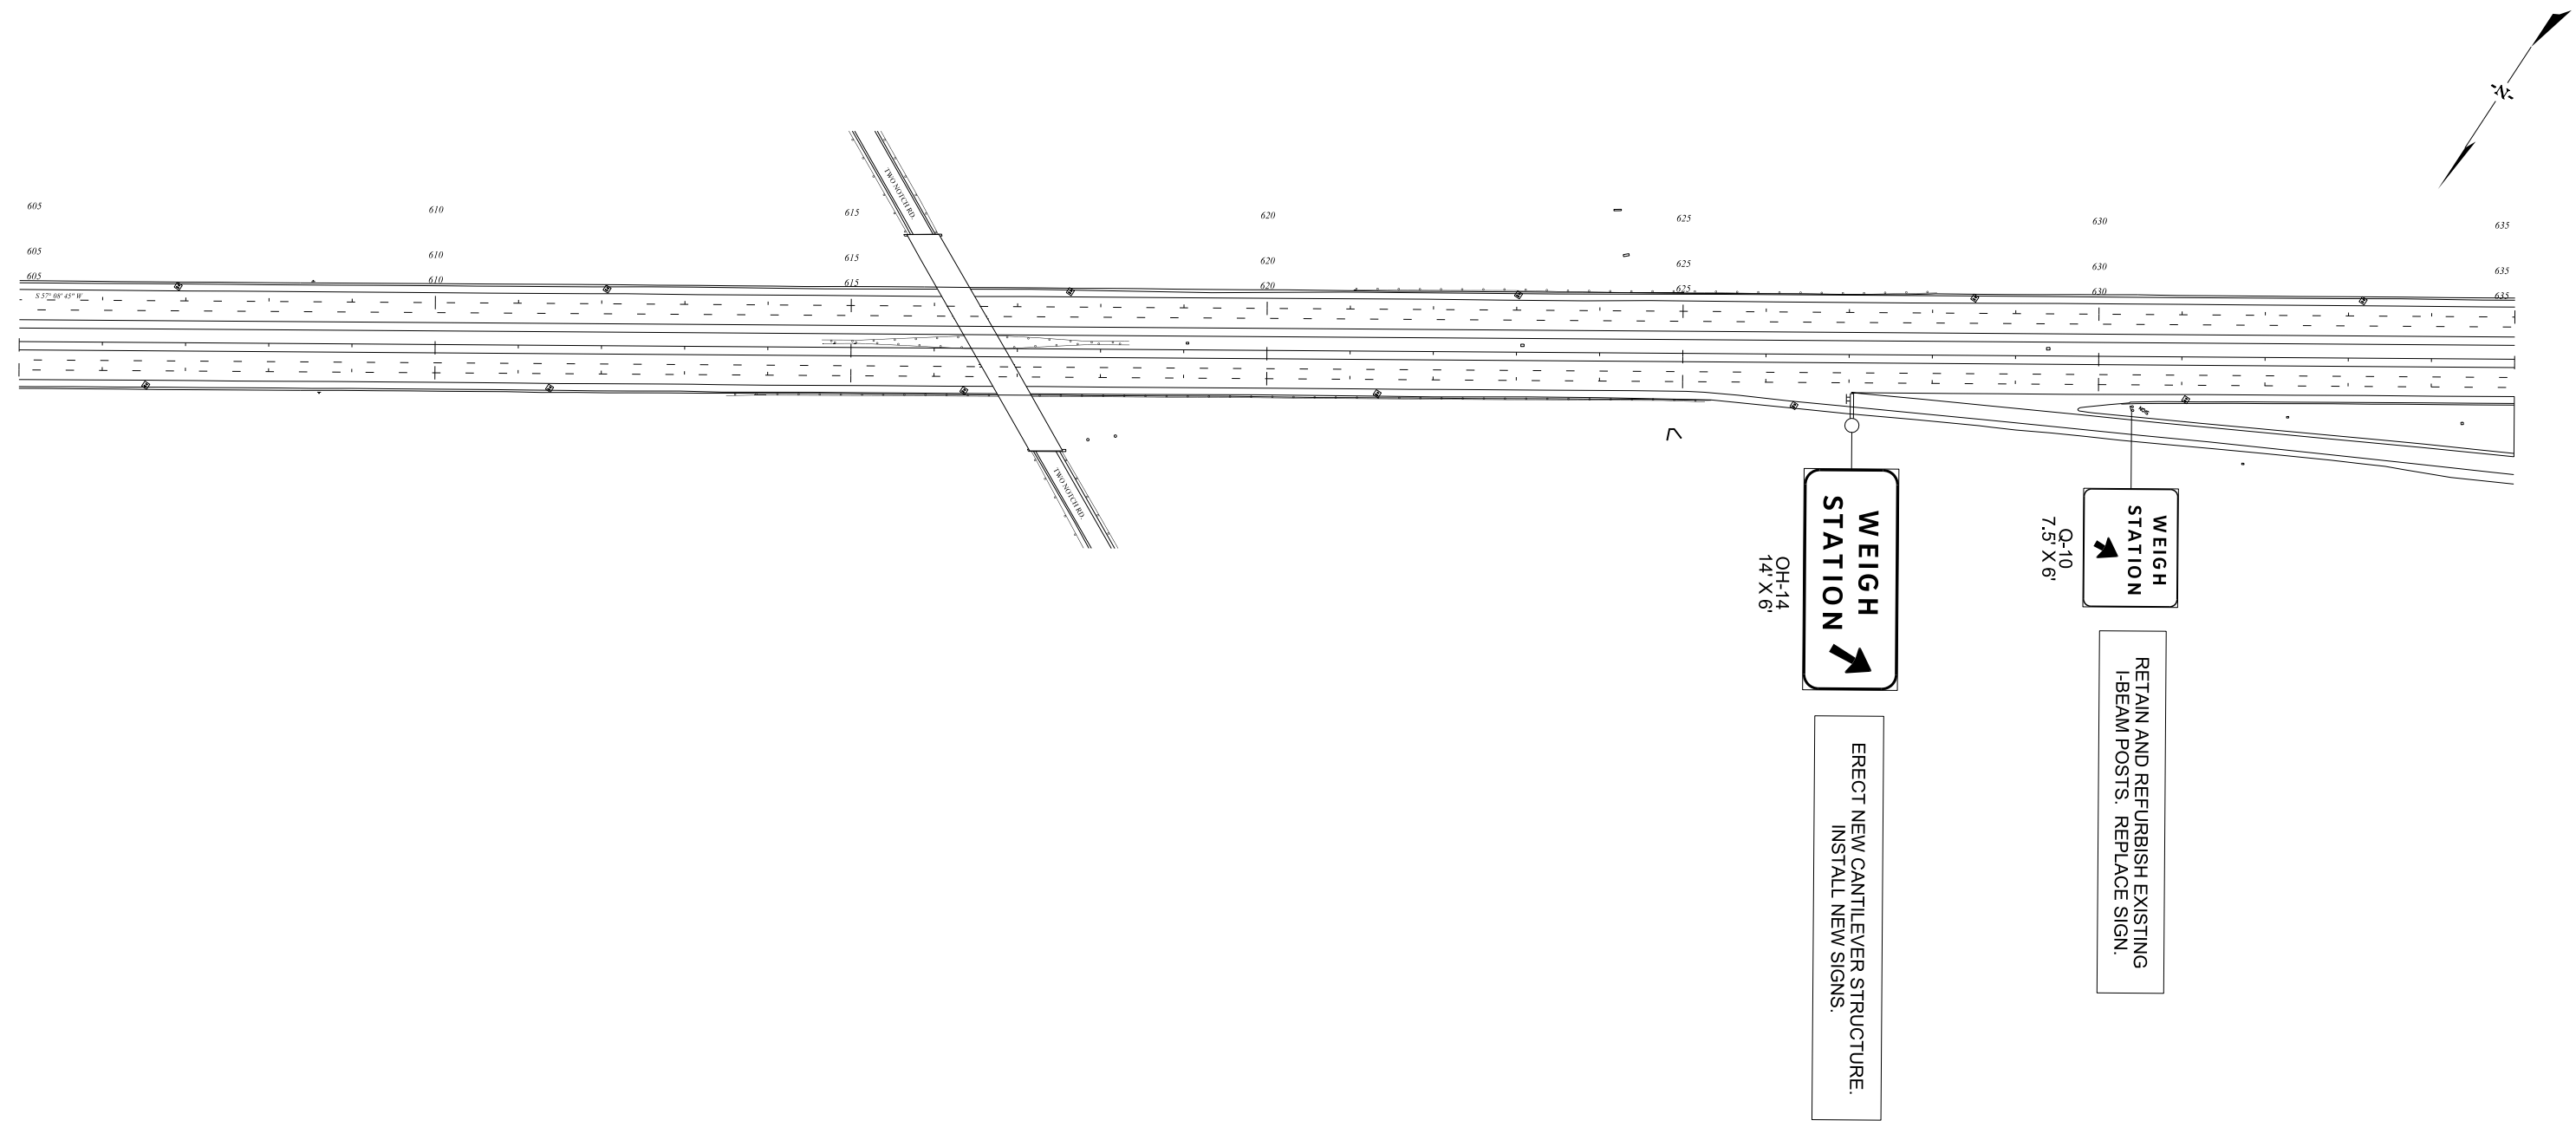 -N-
605
610
615
620
625
630
635
605
610
615
620
625
630
635
605
610
615
620
625
630
635
S 57° 08' 45" W
TWO NOTCH RD.
TWO NOTCH RD.
WEIGH
STATION
OH-14
14' X 6'
ERECT NEW CANTILEVER STRUCTURE.
INSTALL NEW SIGNS.
WEIGH
STATION
Q-10
7.5' X 6'
RETAIN AND REFURBISH EXISTING
I-BEAM POSTS.  REPLACE SIGN.